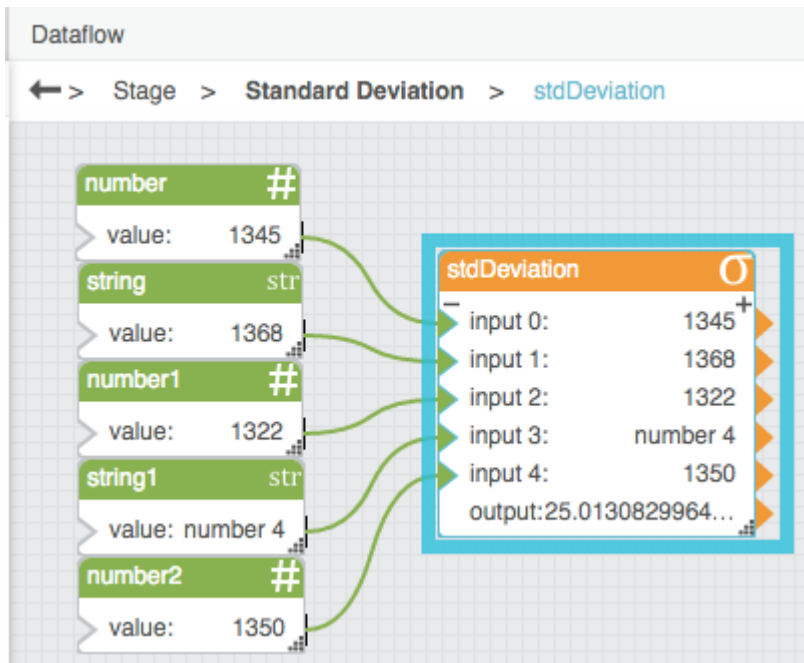 Dataflow
← > Stage > Standard Deviation > stdDeviation
number #
value: 1345
string str
value: 1368
number1 #
value: 1322
string1 str
value: number 4
number2 #
value: 1350
stdDeviation σ
− +
input 0: 1345
input 1: 1368
input 2: 1322
input 3: number 4
input 4: 1350
output:25.0130829964...